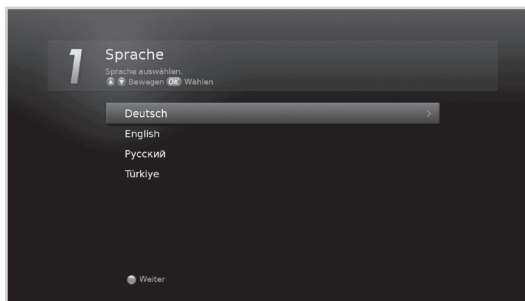 1
Sprache
Sprache auswählen.
Bewegen OK Wählen
Deutsch
English
Русский
Türkiye
Weiter